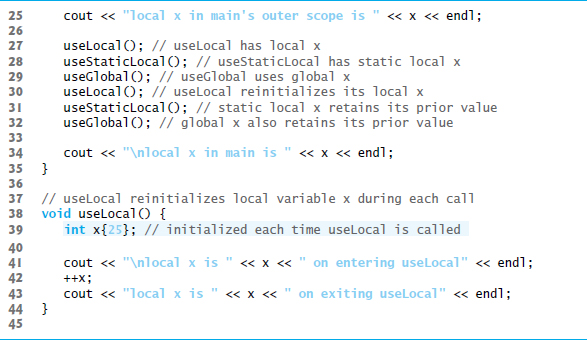 25 cout << "local x in main's outer scope is " << x << endl;
26
27 useLocal(); // useLocal has local x
28 useStaticLocal(); // useStaticLocal has static local x
29 useGlobal(); // useGlobal uses global x
30 useLocal(); // useLocal reinitializes its local x
31 useStaticLocal(); // static local x retains its prior value
32 useGlobal(); // global x also retains its prior value
33
34 cout << "\nlocal x in main is " << x << endl;
35 }
36
37 // useLocal reinitializes local variable x during each call
38 void useLocal() {
39 int x{25}; // initialized each time useLocal is called
40
41 cout << "\nlocal x is " << x << " on entering useLocal" << endl;
42 ++x;
43 cout << "local x is " << x << " on exiting useLocal" << endl;
44 }
45